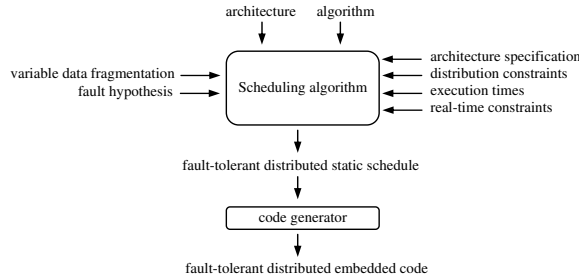 architecture algorithm
architecture specification
variable data fragmentation
distribution constraints
Scheduling algorithm
fault hypothesis
execution times
real-time constraints
fault-tolerant distributed static schedule
code generator
fault-tolerant distributed embedded code